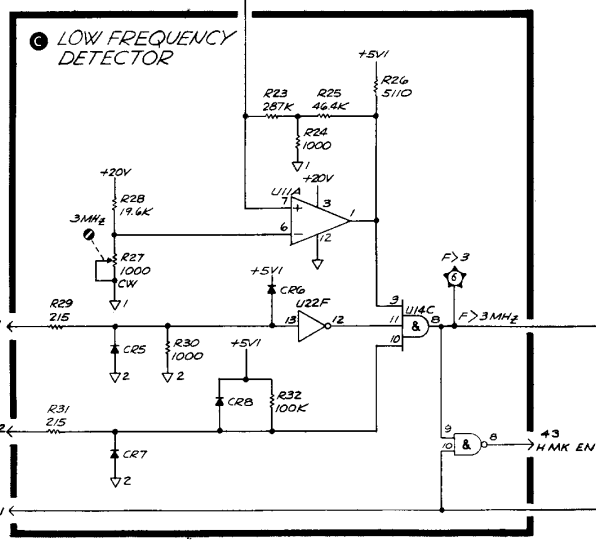 C LOW FREQUENCY
DETECTOR
+5V1
R26
5110
R23
287K
R25
46.4K
R24
1000
1
+20V
+20V
R28
19.6K
U11A
7 + 3
1
6 - 12
3MHz
R27
1000
CW
1
+5V1
CR6
F>3
6
R29
215
U22F
13 12
9
U14C
11 & 8
10
F>3MHz
CR5
2
R30
1000
2
+5V1
CR8
R32
100K
R31
215
CR7
2
9
10 & 8
43
H MK EN